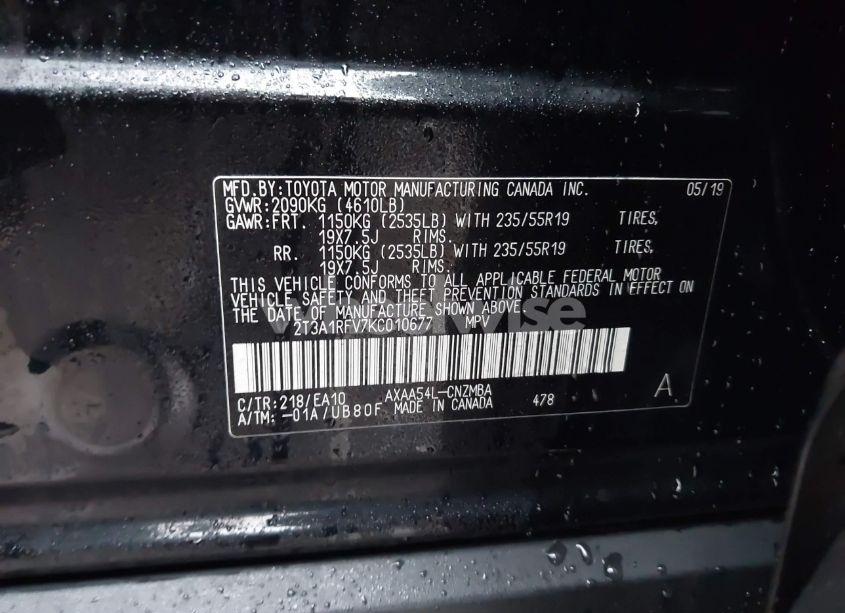 MFD.BY:TOYOTA MOTOR MANUFACTURING CANADA INC. 05/19
GVWR:2090KG (4610LB)
GAWR:FRT. 1150KG (2535LB) WITH 235/55R19 TIRES,
19X7.5J RIMS.
RR. 1150KG (2535LB) WITH 235/55R19 TIRES,
19X7.5J RIMS.
THIS VEHICLE CONFORMS TO ALL APPLICABLE FEDERAL MOTOR
VEHICLE SAFETY AND THEFT PREVENTION STANDARDS IN EFFECT ON
THE DATE OF MANUFACTURE SHOWN ABOVE.
2T3A1RFV7KC010677 MPV
C/TR:218/EA10 AXAA54L-CNZMBA A
A/TM:-01A/UB80F MADE IN CANADA 478